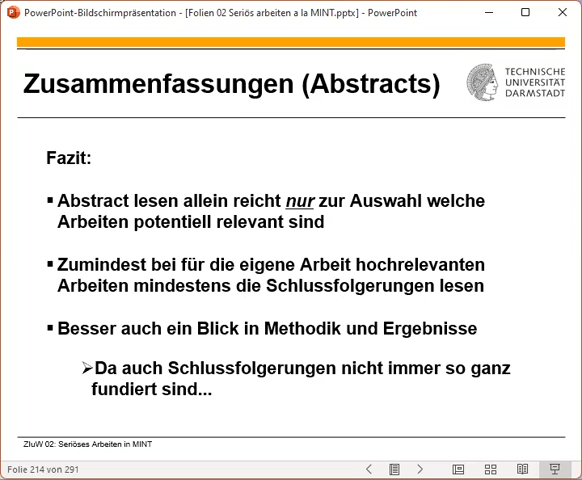 PowerPoint-Bildschirmpräsentation - [Folien 02 Seriös arbeiten a la MINT.pptx] - PowerPoint
Zusammenfassungen (Abstracts)
TECHNISCHE
UNIVERSITÄT
DARMSTADT
Fazit:
▪ Abstract lesen allein reicht nur zur Auswahl welche
Arbeiten potentiell relevant sind
▪ Zumindest bei für die eigene Arbeit hochrelevanten
Arbeiten mindestens die Schlussfolgerungen lesen
▪ Besser auch ein Blick in Methodik und Ergebnisse
➢Da auch Schlussfolgerungen nicht immer so ganz
fundiert sind...
ZIuW 02: Seriöses Arbeiten in MINT
Folie 214 von 291